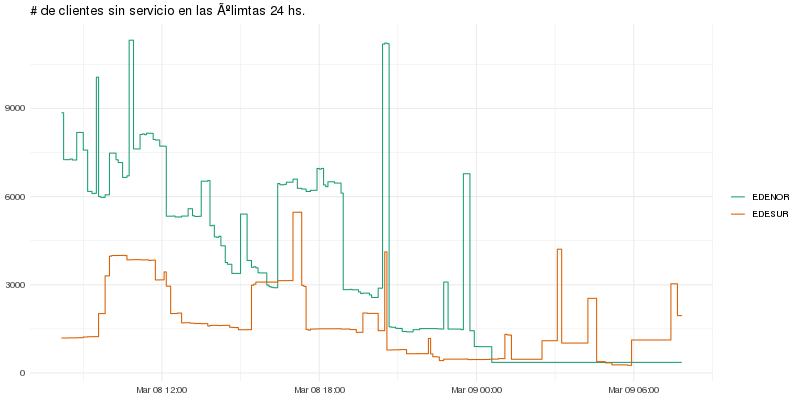 # de clientes sin servicio en las Ãºlimtas 24 hs.
9000
6000
3000
0
Mar 08 12:00
Mar 08 18:00
Mar 09 00:00
Mar 09 06:00
EDENOR
EDESUR